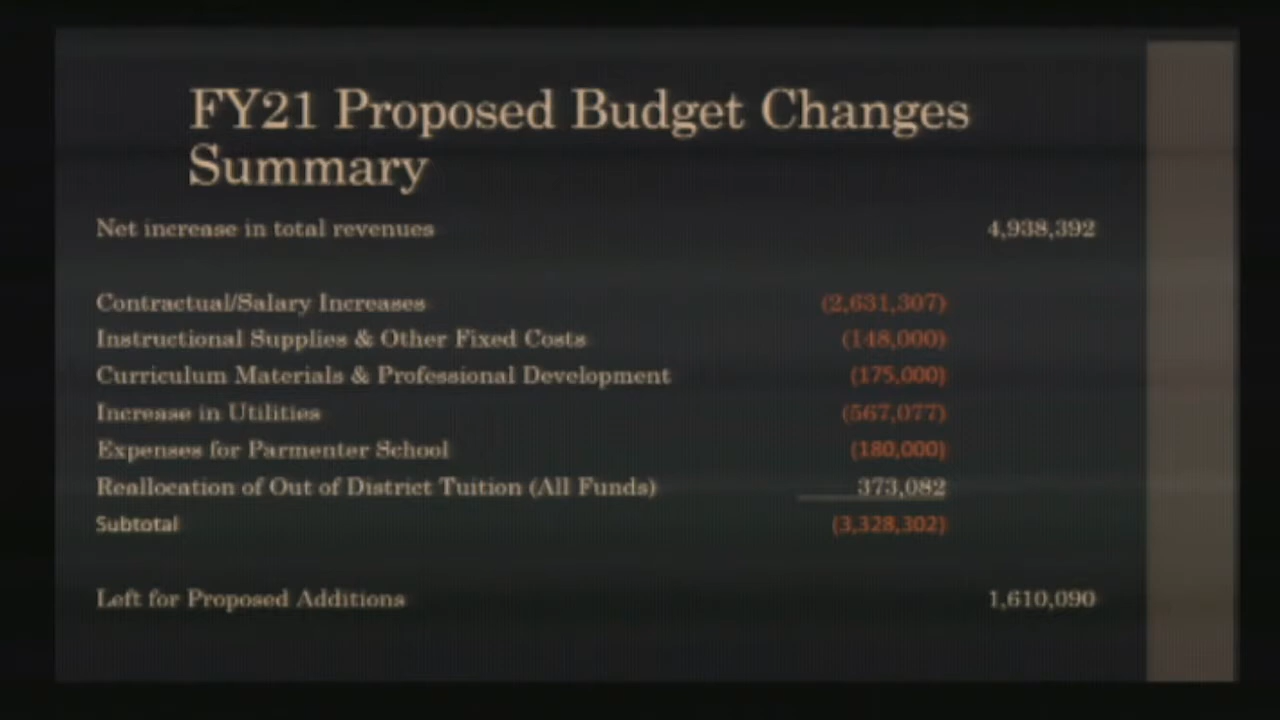 FY21 Proposed Budget Changes
Summary
Net increase in total revenues 4,938,392
Contractual/Salary Increases (2,631,307)
Instructional Supplies & Other Fixed Costs (148,000)
Curriculum Materials & Professional Development (175,000)
Increase in Utilities (567,077)
Expenses for Parmenter School (180,000)
Reallocation of Out of District Tuition (All Funds) 373,082
Subtotal (3,328,302)
Left for Proposed Additions 1,610,090